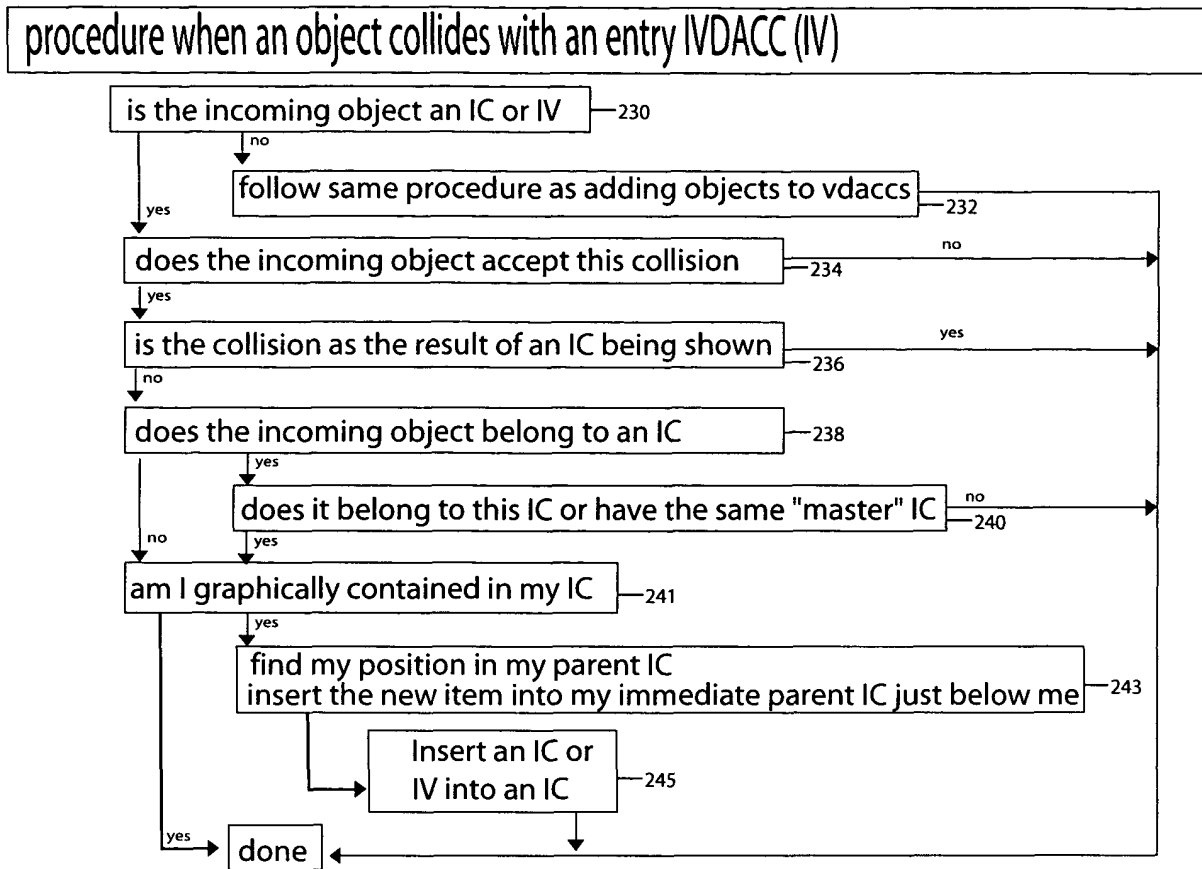 procedure when an object collides with an entry IVDACC (IV)
is the incoming object an IC or IV
230
no
follow same procedure as adding objects to vdaccs
232
yes
does the incoming object accept this collision
234
no
yes
is the collision as the result of an IC being shown
236
yes
no
does the incoming object belong to an IC
238
yes
does it belong to this IC or have the same "master" IC
240
no
no
yes
am I graphically contained in my IC
241
yes
find my position in my parent IC
insert the new item into my immediate parent IC just below me
243
Insert an IC or
IV into an IC
245
yes
done